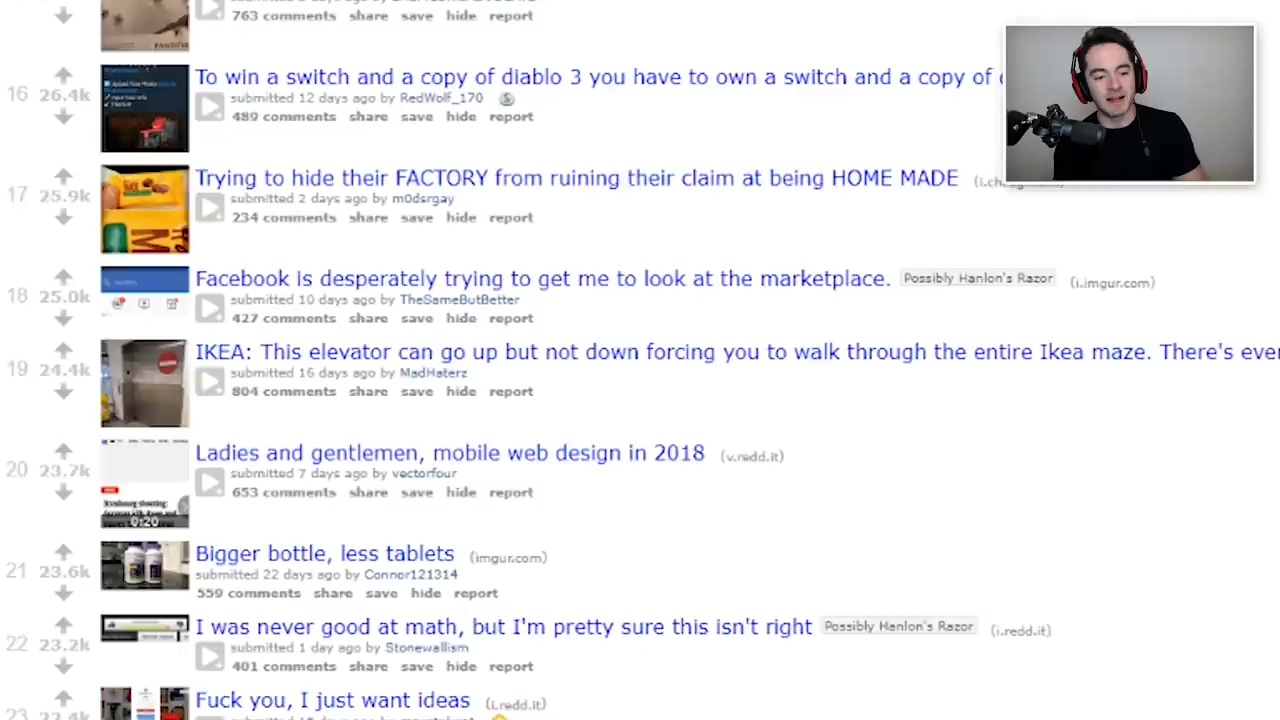 763 comments share save hide report
16 26.4k To win a switch and a copy of diablo 3 you have to own a switch and a copy of
submitted 12 days ago by RedWolf_170
489 comments share save hide report
17 25.9k Trying to hide their FACTORY from ruining their claim at being HOME MADE
submitted 2 days ago by m0dsrgay
234 comments share save hide report
18 25.0k Facebook is desperately trying to get me to look at the marketplace. Possibly Hanlon's Razor (i.imgur.com)
submitted 10 days ago by TheSameButBetter
427 comments share save hide report
19 24.4k IKEA: This elevator can go up but not down forcing you to walk through the entire Ikea maze. There's ever
submitted 16 days ago by MadHaterz
804 comments share save hide report
20 23.7k Ladies and gentlemen, mobile web design in 2018 (v.redd.it)
submitted 7 days ago by vectorfour
653 comments share save hide report
0:20
21 23.6k Bigger bottle, less tablets (imgur.com)
submitted 22 days ago by Connor121314
559 comments share save hide report
22 23.2k I was never good at math, but I'm pretty sure this isn't right Possibly Hanlon's Razor (i.redd.it)
submitted 1 day ago by Stonewallism
401 comments share save hide report
23 Fuck you, I just want ideas (i.redd.it)